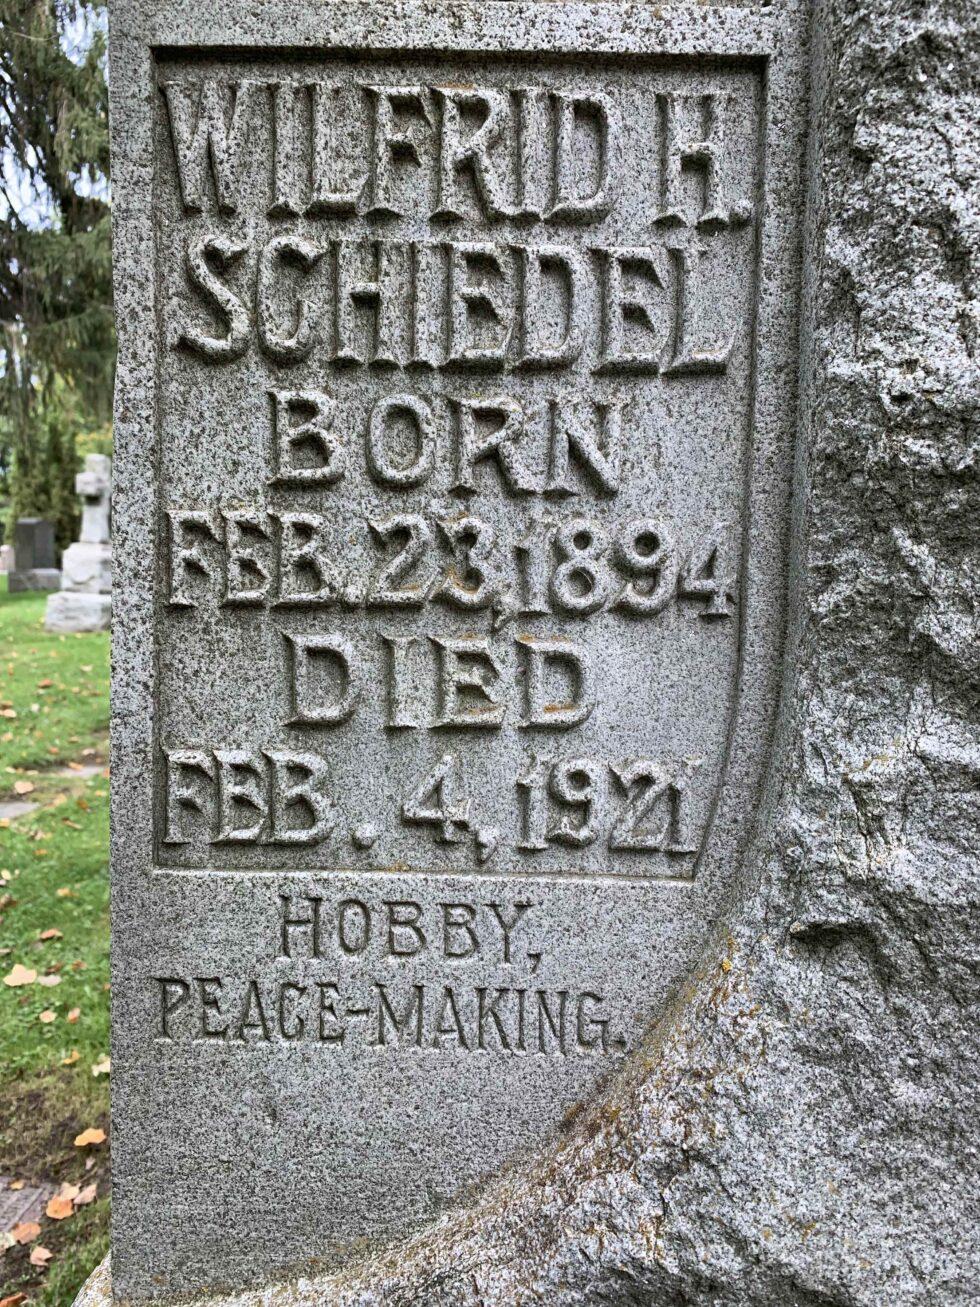 WILFRID H.
SCHIEDEL
BORN
FEB. 23, 1894
DIED
FEB. 4, 1921
HOBBY,
PEACE-MAKING.